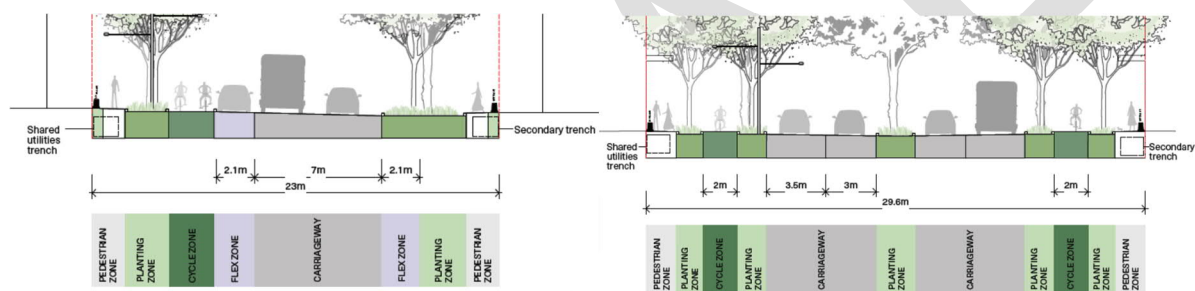 Shared
utilities
trench
Secondary trench
2.1m
7m
2.1m
23m
PEDESTRIAN
ZONE
PLANTING
ZONE
CYCLE ZONE
FLEX ZONE
CARRIAGEWAY
FLEX ZONE
PLANTING
ZONE
PEDESTRIAN
ZONE
Shared
utilities
trench
Secondary
trench
2m
3.5m
3m
2m
29.6m
PEDESTRIAN
ZONE
PLANTING
ZONE
CYCLE ZONE
PLANTING
ZONE
CARRIAGEWAY
PLANTING
ZONE
CARRIAGEWAY
PLANTING
ZONE
CYCLE ZONE
PLANTING
ZONE
PEDESTRIAN
ZONE